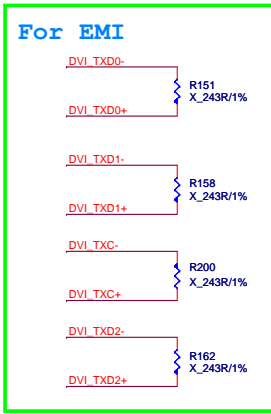 For EMI
DVI_TXD0-
R151
X_243R/1%
DVI_TXD0+
DVI_TXD1-
R158
X_243R/1%
DVI_TXD1+
DVI_TXC-
R200
X_243R/1%
DVI_TXC+
DVI_TXD2-
R162
X_243R/1%
DVI_TXD2+